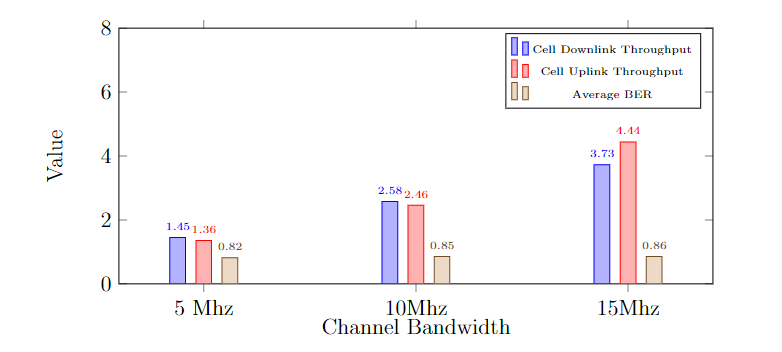 8
Cell Downlink Throughput
Cell Uplink Throughput
Average BER
6
Value
4
2
0
1.45
1.36
0.82
2.58
2.46
0.85
3.73
4.44
0.86
5 Mhz
10Mhz
15Mhz
Channel Bandwidth